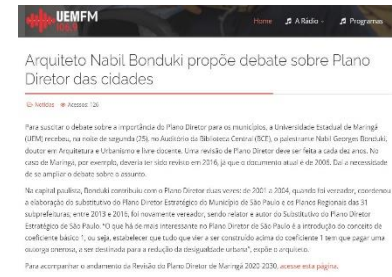 UEMFM
106,9
Home A Rádio Programas
Arquiteto Nabil Bonduki propõe debate sobre Plano
Diretor das cidades
Notícias Acessos: 126
Para suscitar o debate sobre a importância do Plano Diretor para os municípios, a Universidade Estadual de Maringá
(UEM) recebeu, na noite de segunda (25), no Auditório da Biblioteca Central (BCE), o palestrante Nabil Georges Bonduki,
doutor em Arquitetura e Urbanismo e livre docente. Uma revisão de Plano Diretor deve ser feita a cada dez anos. No
caso de Maringá, por exemplo, deveria ter sido revisto em 2016, já que o documento atual é de 2006. Daí a necessidade
de se ampliar o debate sobre o assunto.
Na capital paulista, Bonduki contribuiu com o Plano Diretor duas vezes: de 2001 a 2004, quando foi vereador, coordenou
a elaboração do substitutivo do Plano Diretor Estratégico do Município de São Paulo e os Planos Regionais das 31
subprefeituras, entre 2013 e 2016, foi novamente vereador, sendo relator e autor do Substitutivo do Plano Diretor
Estratégico de São Paulo. "O que há de mais interessante no Plano Diretor de São Paulo é a introdução do conceito de
coeficiente básico 1, ou seja, estabelecer que tudo que vier a ser construído acima do coeficiente 1 tem que pagar uma
outorga onerosa, a ser destinada para a redução da desigualdade urbana", expõe o arquiteto.
Para acompanhar o andamento da Revisão do Plano Diretor de Maringá 2020-2030, acesse esta página.